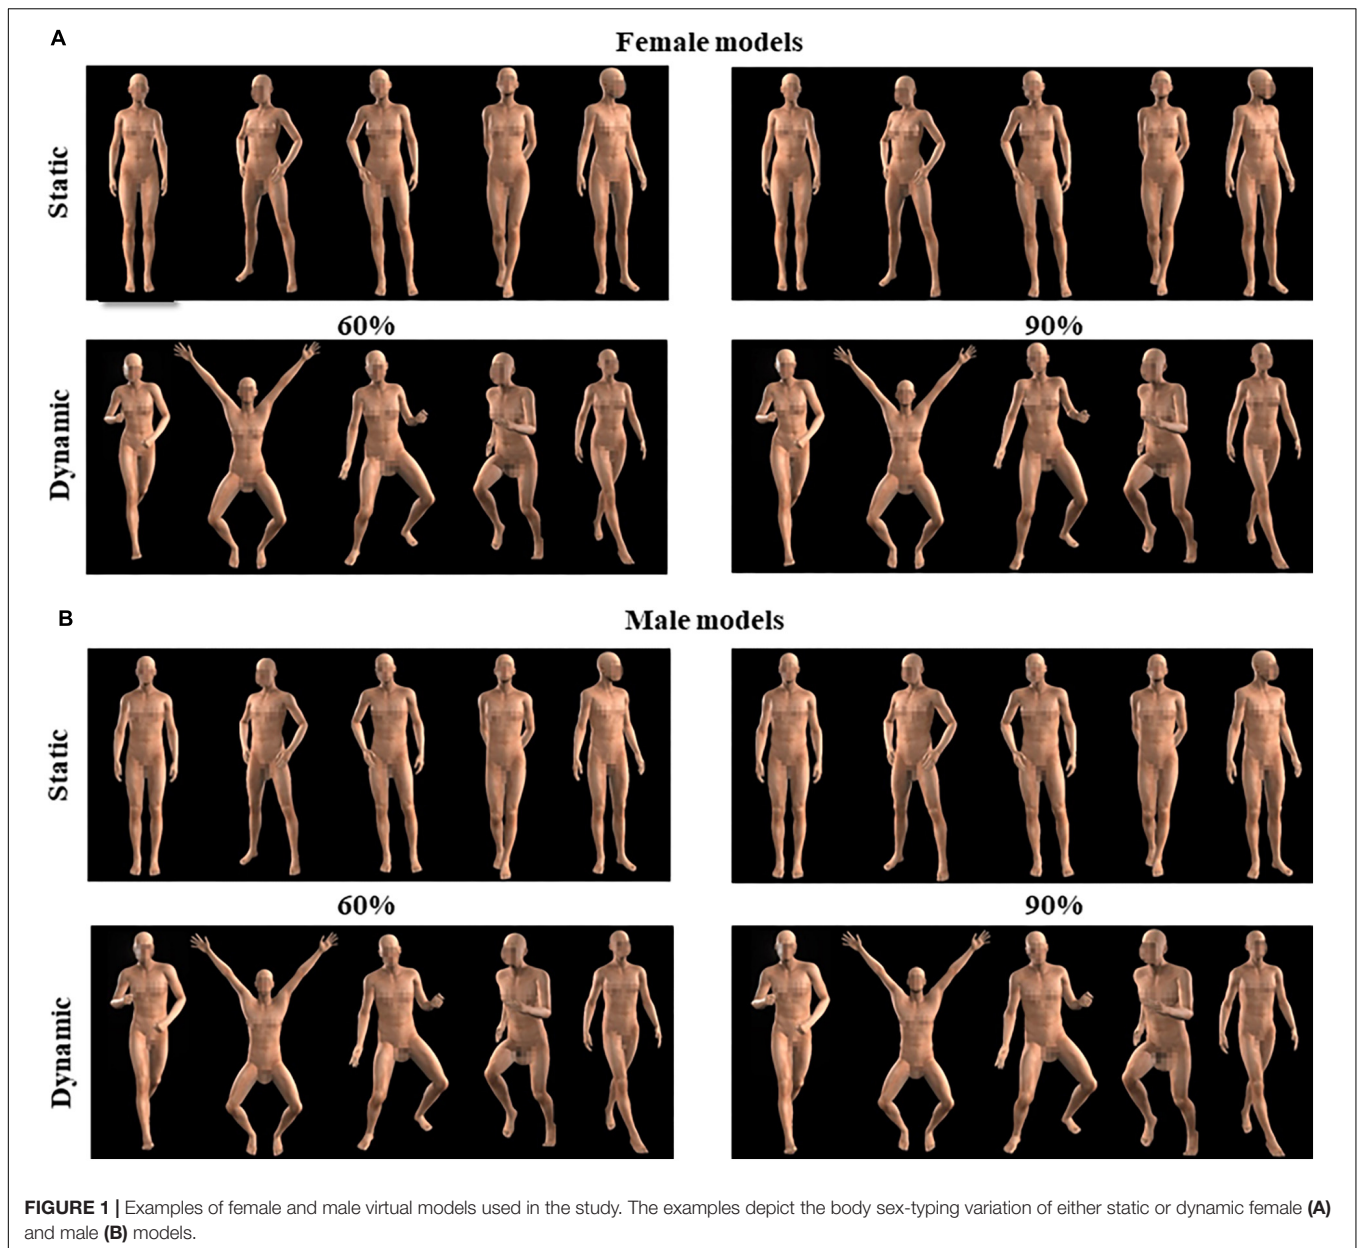 A
Female models
Static
60%
90%
Dynamic
B
Male models
Static
60%
90%
Dynamic
FIGURE 1 | Examples of female and male virtual models used in the study. The examples depict the body sex-typing variation of either static or dynamic female (A)
and male (B) models.